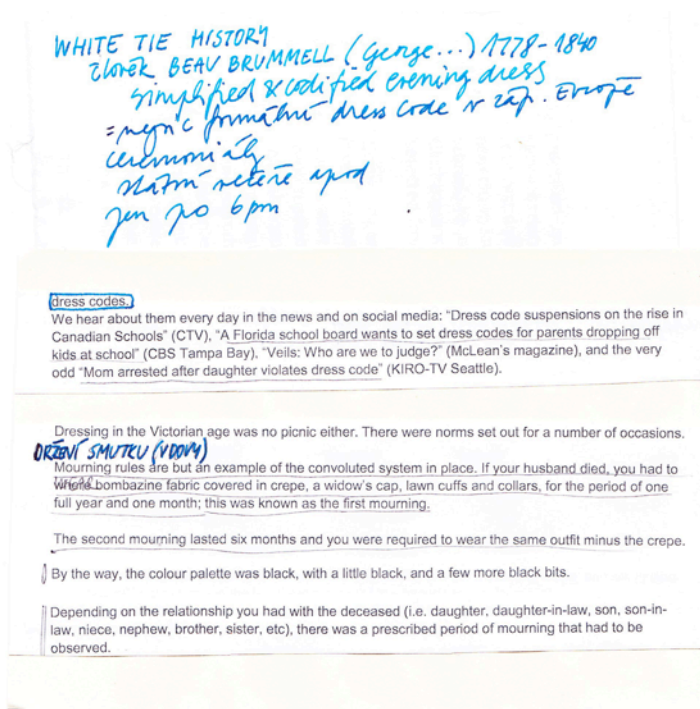 WHITE TIE HISTORY
člověk BEAU BRUMMELL (George...) 1778-1840
simplified & codified evening dress
= nejvíc formální dress code v záp. Evropě
ceremoniály
státní večeře apod
jen po 6pm
dress codes.
We hear about them every day in the news and on social media: “Dress code suspensions on the rise in
Canadian Schools” (CTV), “A Florida school board wants to set dress codes for parents dropping off
kids at school” (CBS Tampa Bay), “Veils: Who are we to judge?” (McLean's magazine), and the very
odd “Mom arrested after daughter violates dress code” (KIRO-TV Seattle).
Dressing in the Victorian age was no picnic either. There were norms set out for a number of occasions.
DRŽENÍ SMUTKU (VDOVY)
Mourning rules are but an example of the convoluted system in place. If your husband died, you had to
bombazine fabric covered in crepe, a widow's cap, lawn cuffs and collars, for the period of one
full year and one month; this was known as the first mourning.
The second mourning lasted six months and you were required to wear the same outfit minus the crepe.
By the way, the colour palette was black, with a little black, and a few more black bits.
Depending on the relationship you had with the deceased (i.e. daughter, daughter-in-law, son, son-in-
law, niece, nephew, brother, sister, etc), there was a prescribed period of mourning that had to be
observed.